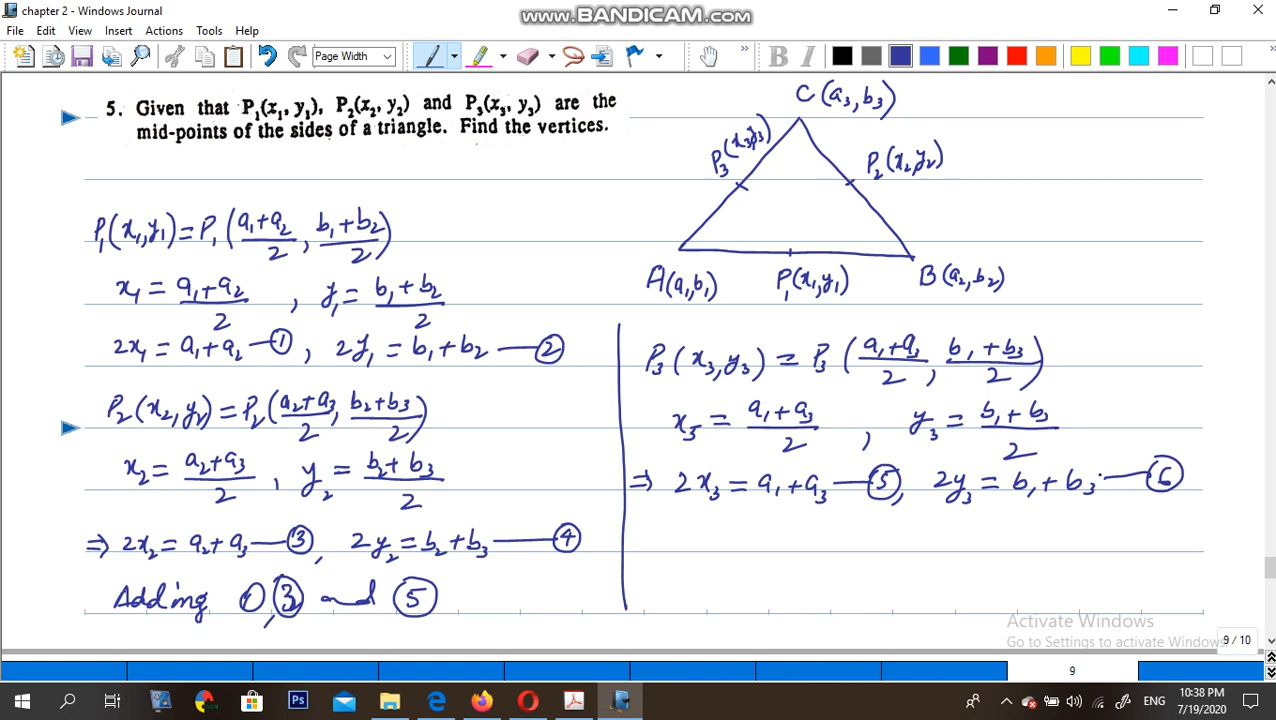 chapter 2 - Windows Journal
www.BANDICAM.com
File Edit View Insert Actions Tools Help
Page Width
5. Given that P₁(x₁, y₁), P₂(x₂, y₂) and P₃(x₃, y₃) are the
mid-points of the sides of a triangle. Find the vertices.
C(a₃, b₃)
P₃(x₃,y₃)
P₂(x₂,y₂)
A(a₁,b₁)
P₁(x₁,y₁)
B(a₂,b₂)
P₁(x₁,y₁) = P₁((a₁+a₂)/2, (b₁+b₂)/2)
x₁ = (a₁+a₂)/2 , y₁ = (b₁+b₂)/2
2x₁ = a₁+a₂ — ① , 2y₁ = b₁+b₂ — ②
P₂(x₂,y₂) = P₂((a₂+a₃)/2, (b₂+b₃)/2)
x₂ = (a₂+a₃)/2 , y₂ = (b₂+b₃)/2
⇒ 2x₂ = a₂+a₃ — ③ , 2y₂ = b₂+b₃ — ④
Adding ①, ③ and ⑤
P₃(x₃,y₃) = P₃((a₁+a₃)/2, (b₁+b₃)/2)
x₃ = (a₁+a₃)/2 , y₃ = (b₁+b₃)/2
⇒ 2x₃ = a₁+a₃ — ⑤ , 2y₃ = b₁+b₃ — ⑥
Activate Windows
Go to Settings to activate Windows.
9 / 10
9
ENG
10:38 PM
7/19/2020